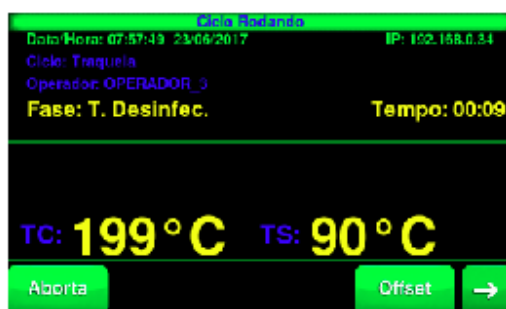 Ciclo Rodando
Data/Hora: 07:57:49 23/06/2017 IP: 192.168.0.34
Ciclo: Traqueia
Operador: OPERADOR_3
Fase: T. Desinfec. Tempo: 00:09
TC: 199°C TS: 90°C
Aborta Offset →